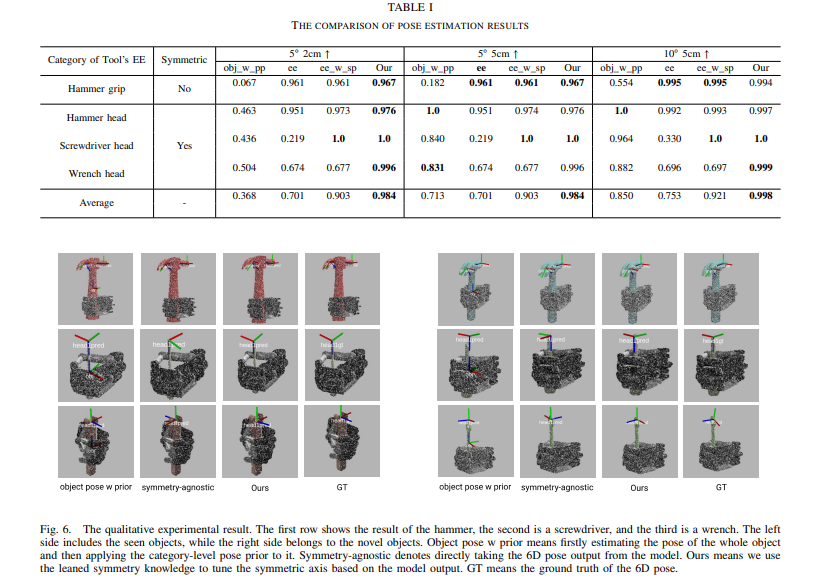 TABLE I
THE COMPARISON OF POSE ESTIMATION RESULTS
Category of Tool's EE Symmetric 5° 2cm ↑ 5° 5cm ↑ 10° 5cm ↑
obj_w_pp ee ee_w_sp Our obj_w_pp ee ee_w_sp Our obj_w_pp ee ee_w_sp Our
Hammer grip No 0.067 0.961 0.961 0.967 0.182 0.961 0.961 0.967 0.554 0.995 0.995 0.994
Hammer head 0.463 0.951 0.973 0.976 1.0 0.951 0.974 0.976 1.0 0.992 0.993 0.997
Screwdriver head Yes 0.436 0.219 1.0 1.0 0.840 0.219 1.0 1.0 0.964 0.330 1.0 1.0
Wrench head 0.504 0.674 0.677 0.996 0.831 0.674 0.677 0.996 0.882 0.696 0.697 0.999
Average - 0.368 0.701 0.903 0.984 0.713 0.701 0.903 0.984 0.850 0.753 0.921 0.998
object pose w prior symmetry-agnostic Ours GT object pose w prior symmetry-agnostic Ours GT
Fig. 6. The qualitative experimental result. The first row shows the result of the hammer, the second is a screwdriver, and the third is a wrench. The left
side includes the seen objects, while the right side belongs to the novel objects. Object pose w prior means firstly estimating the pose of the whole object
and then applying the category-level pose prior to it. Symmetry-agnostic denotes directly taking the 6D pose output from the model. Ours means we use
the leaned symmetry knowledge to tune the symmetric axis based on the model output. GT means the ground truth of the 6D pose.